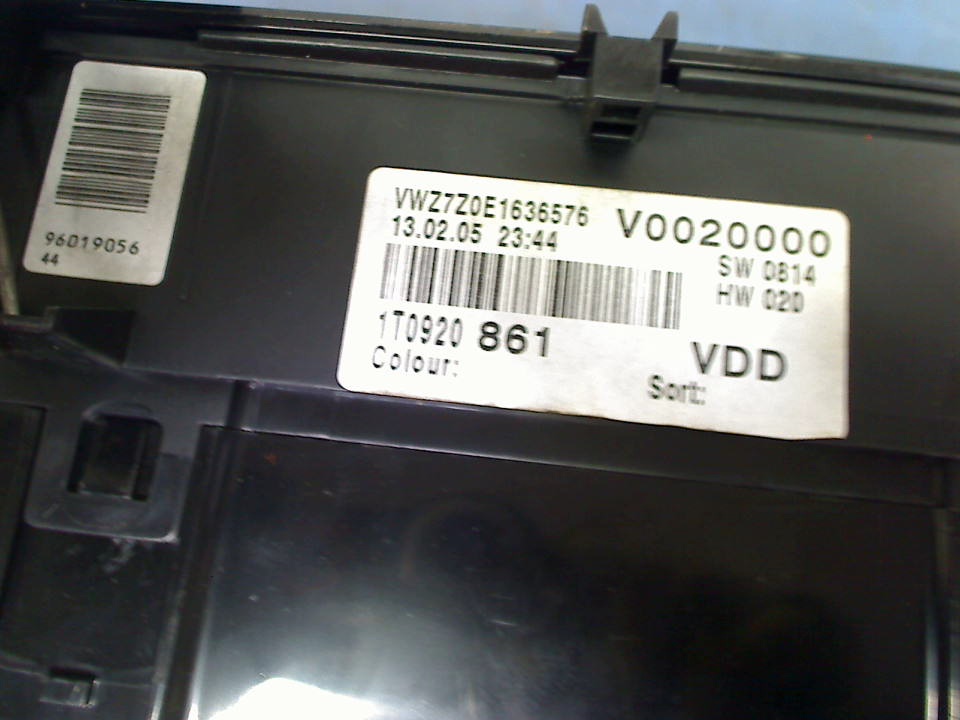 96019056
44
VWZ7Z0E1636576 V0020000
13.02.05 23:44
SW 0814
HW 020
1T0920 861
VDD
Colour:
Sort: